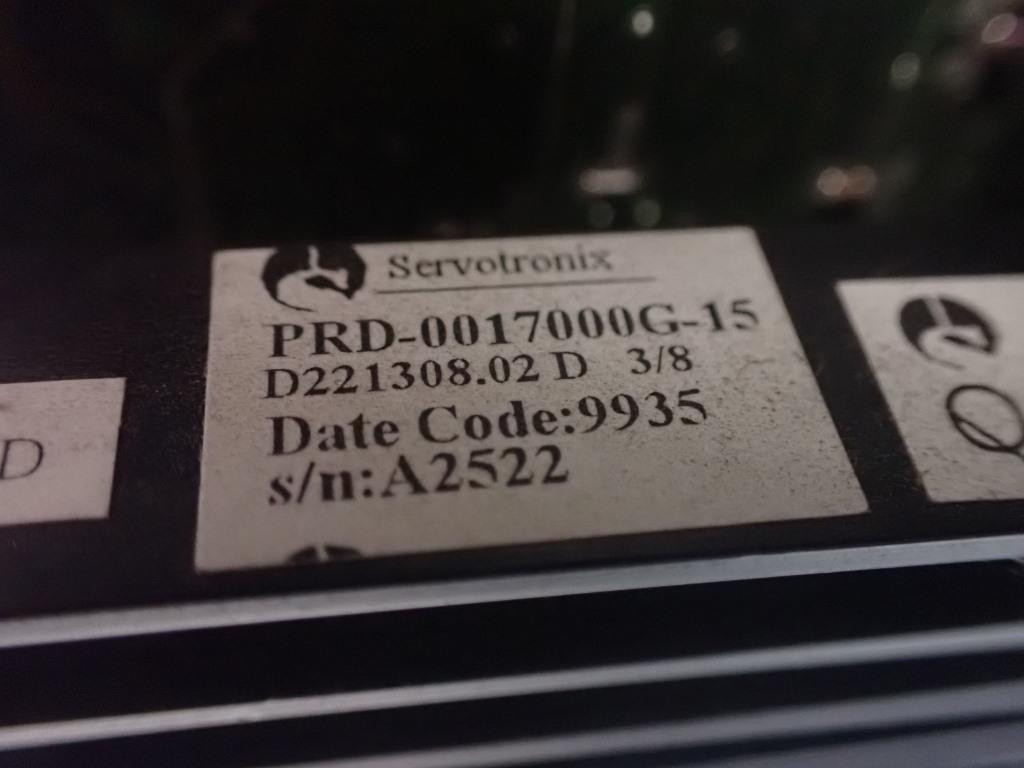 Servotronix
PRD-0017000G-15
D221308.02 D 3/8
Date Code:9935
s/n:A2522
D
Q